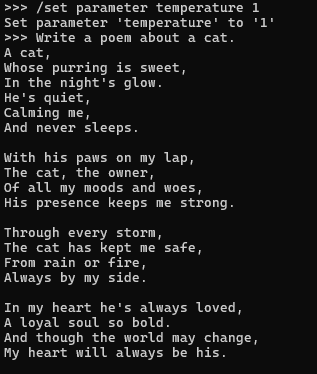 >>> /set parameter temperature 1
Set parameter 'temperature' to '1'
>>> Write a poem about a cat.
A cat,
Whose purring is sweet,
In the night's glow.
He's quiet,
Calming me,
And never sleeps.

With his paws on my lap,
The cat, the owner,
Of all my moods and woes,
His presence keeps me strong.

Through every storm,
The cat has kept me safe,
From rain or fire,
Always by my side.

In my heart he's always loved,
A loyal soul so bold.
And though the world may change,
My heart will always be his.